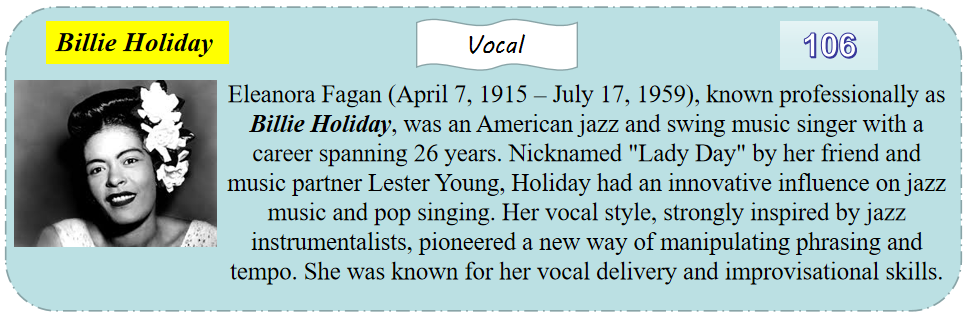 Billie Holiday
Vocal
106
Eleanora Fagan (April 7, 1915 – July 17, 1959), known professionally as
Billie Holiday, was an American jazz and swing music singer with a
career spanning 26 years. Nicknamed "Lady Day" by her friend and
music partner Lester Young, Holiday had an innovative influence on jazz
music and pop singing. Her vocal style, strongly inspired by jazz
instrumentalists, pioneered a new way of manipulating phrasing and
tempo. She was known for her vocal delivery and improvisational skills.